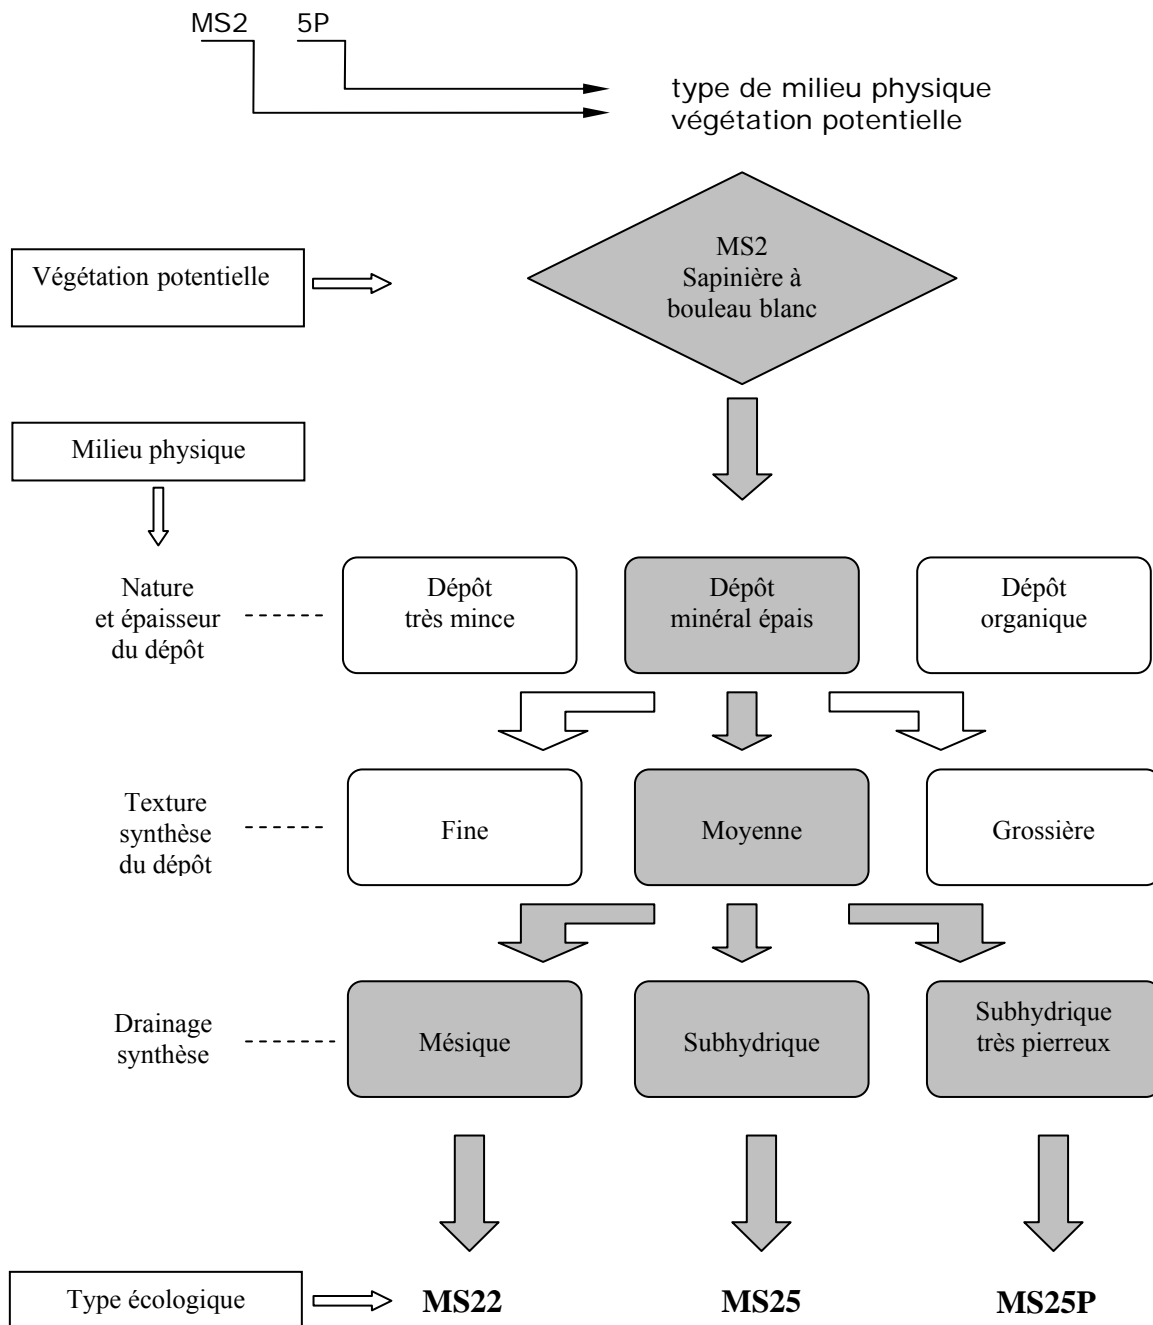 MS2 5P
type de milieu physique
végétation potentielle
MS2
Sapinière à
bouleau blanc
Végétation potentielle
Milieu physique
Nature
et épaisseur
du dépôt
Dépôt
très mince
Dépôt
minéral épais
Dépôt
organique
Texture
synthèse
du dépôt
Fine
Moyenne
Grossière
Drainage
synthèse
Mésique
Subhydrique
Subhydrique
très pierreux
Type écologique
MS22
MS25
MS25P